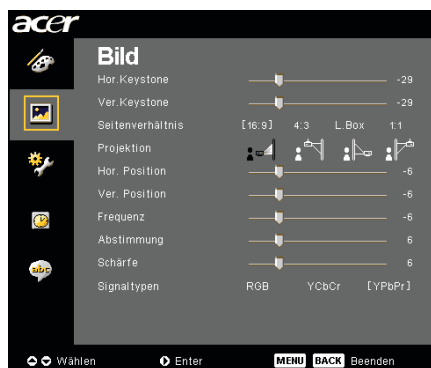 acer
Bild
Hor.Keystone -29
Ver.Keystone -29
Seitenverhältnis [16:9] 4:3 L.Box 1:1
Projektion
Hor. Position -6
Ver. Position -6
Frequenz -6
Abstimmung 6
Schärfe 6
Signaltypen RGB YCbCr [YPbPr]
abc
Wählen Enter MENU BACK Beenden